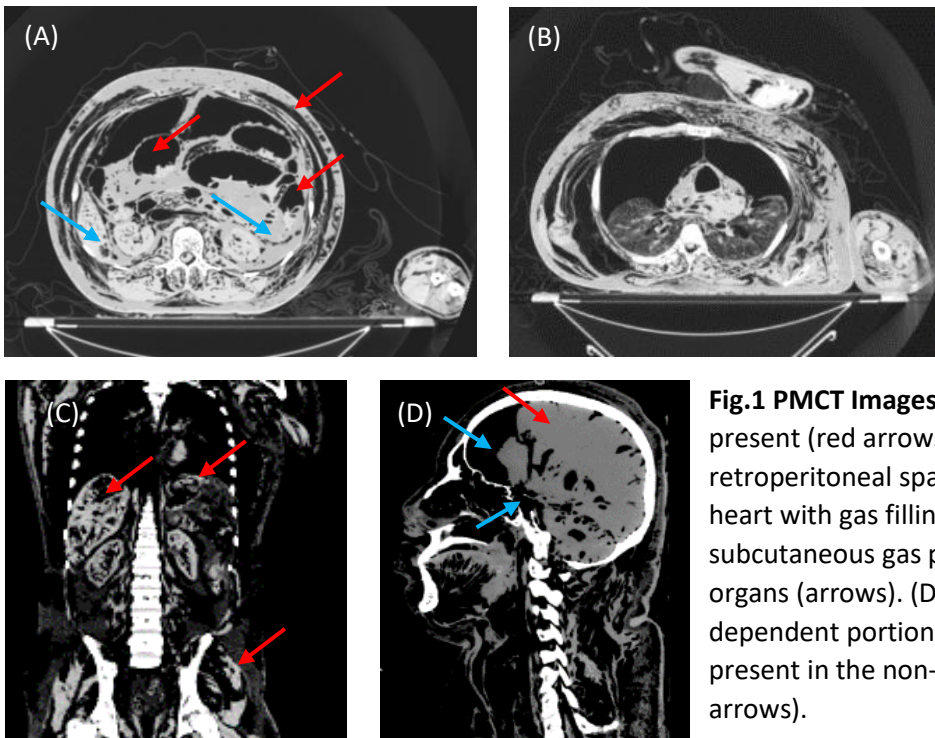 (A)
(B)
(C)
(D)
Fig.1 PMCT Images
present (red arrows
retroperitoneal spa
heart with gas fillin
subcutaneous gas p
organs (arrows). (D
dependent portion
present in the non-
arrows).